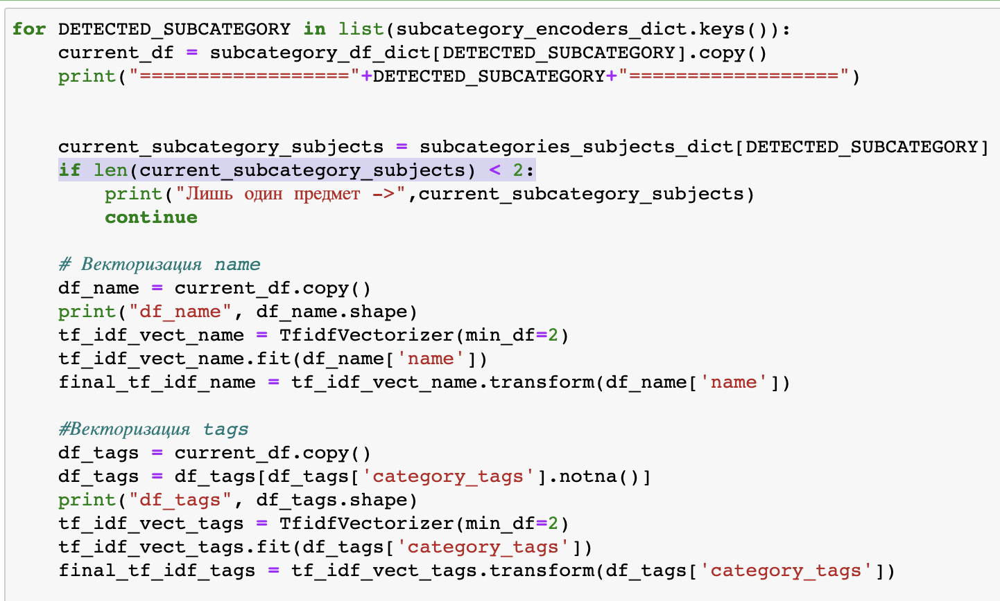 for DETECTED_SUBCATEGORY in list(subcategory_encoders_dict.keys()):
    current_df = subcategory_df_dict[DETECTED_SUBCATEGORY].copy()
    print("=================="+DETECTED_SUBCATEGORY+"==================")
    current_subcategory_subjects = subcategories_subjects_dict[DETECTED_SUBCATEGORY]
    if len(current_subcategory_subjects) < 2:
        print("Лишь один предмет ->",current_subcategory_subjects)
        continue
    # Векторизация name
    df_name = current_df.copy()
    print("df_name", df_name.shape)
    tf_idf_vect_name = TfidfVectorizer(min_df=2)
    tf_idf_vect_name.fit(df_name['name'])
    final_tf_idf_name = tf_idf_vect_name.transform(df_name['name'])
    #Векторизация tags
    df_tags = current_df.copy()
    df_tags = df_tags[df_tags['category_tags'].notna()]
    print("df_tags", df_tags.shape)
    tf_idf_vect_tags = TfidfVectorizer(min_df=2)
    tf_idf_vect_tags.fit(df_tags['category_tags'])
    final_tf_idf_tags = tf_idf_vect_tags.transform(df_tags['category_tags'])